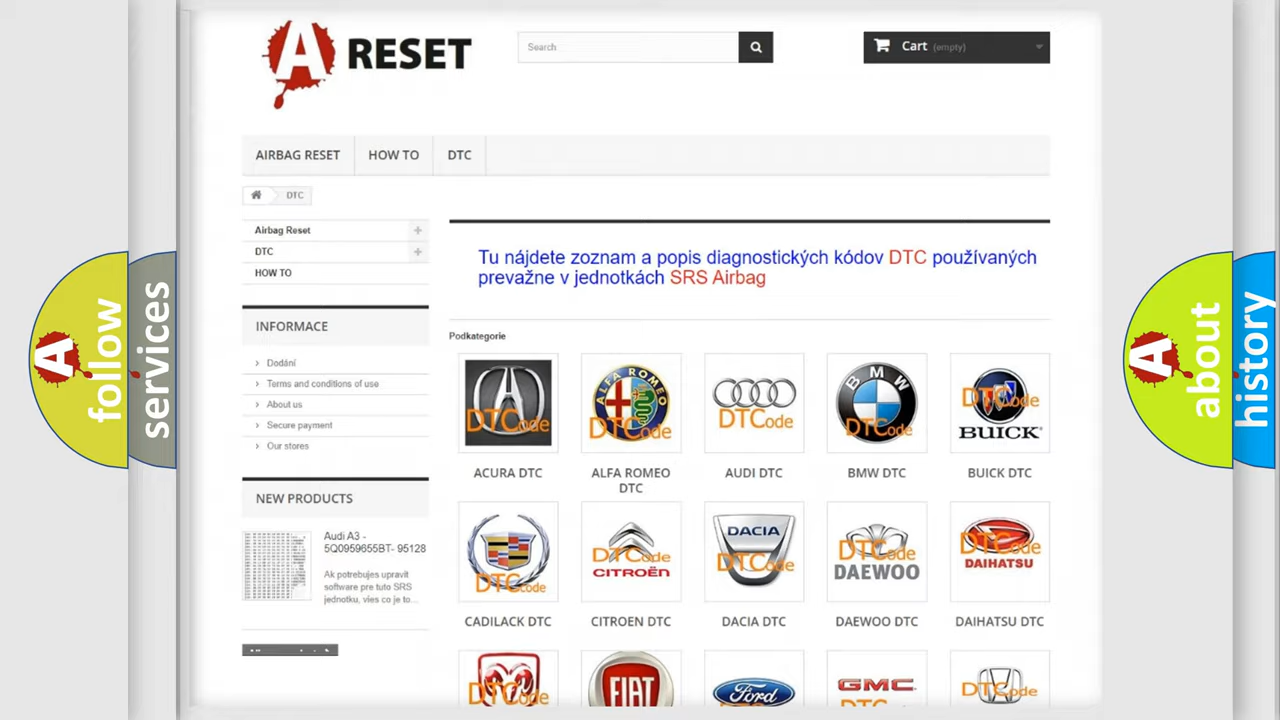 A RESET
Search
Cart (empty)
AIRBAG RESET
HOW TO
DTC
DTC
Airbag Reset
DTC
HOW TO
Tu nájdete zoznam a popis diagnostických kódov DTC používaných
prevažne v jednotkách SRS Airbag
INFORMACE
Dodání
Terms and conditions of use
About us
Secure payment
Our stores
NEW PRODUCTS
Audi A3 -
5Q0959655BT- 95128
Ak potrebujes upravit
software pre tuto SRS
jednotku, vies co je to...
Podkategorie
DTCode
ALFA ROMEO
DTCode
DTCode
BMW
DTCode
DTCode
BUICK
ACURA DTC
ALFA ROMEO
DTC
AUDI DTC
BMW DTC
BUICK DTC
DTCode
DTCode
CITROËN
DACIA
DTCode
DTCode
DAEWOO
DTCode
DAIHATSU
CADILACK DTC
CITROEN DTC
DACIA DTC
DAEWOO DTC
DAIHATSU DTC
DTCode
FIAT
Ford
GMC
DTCode
A follow
services
A about
history